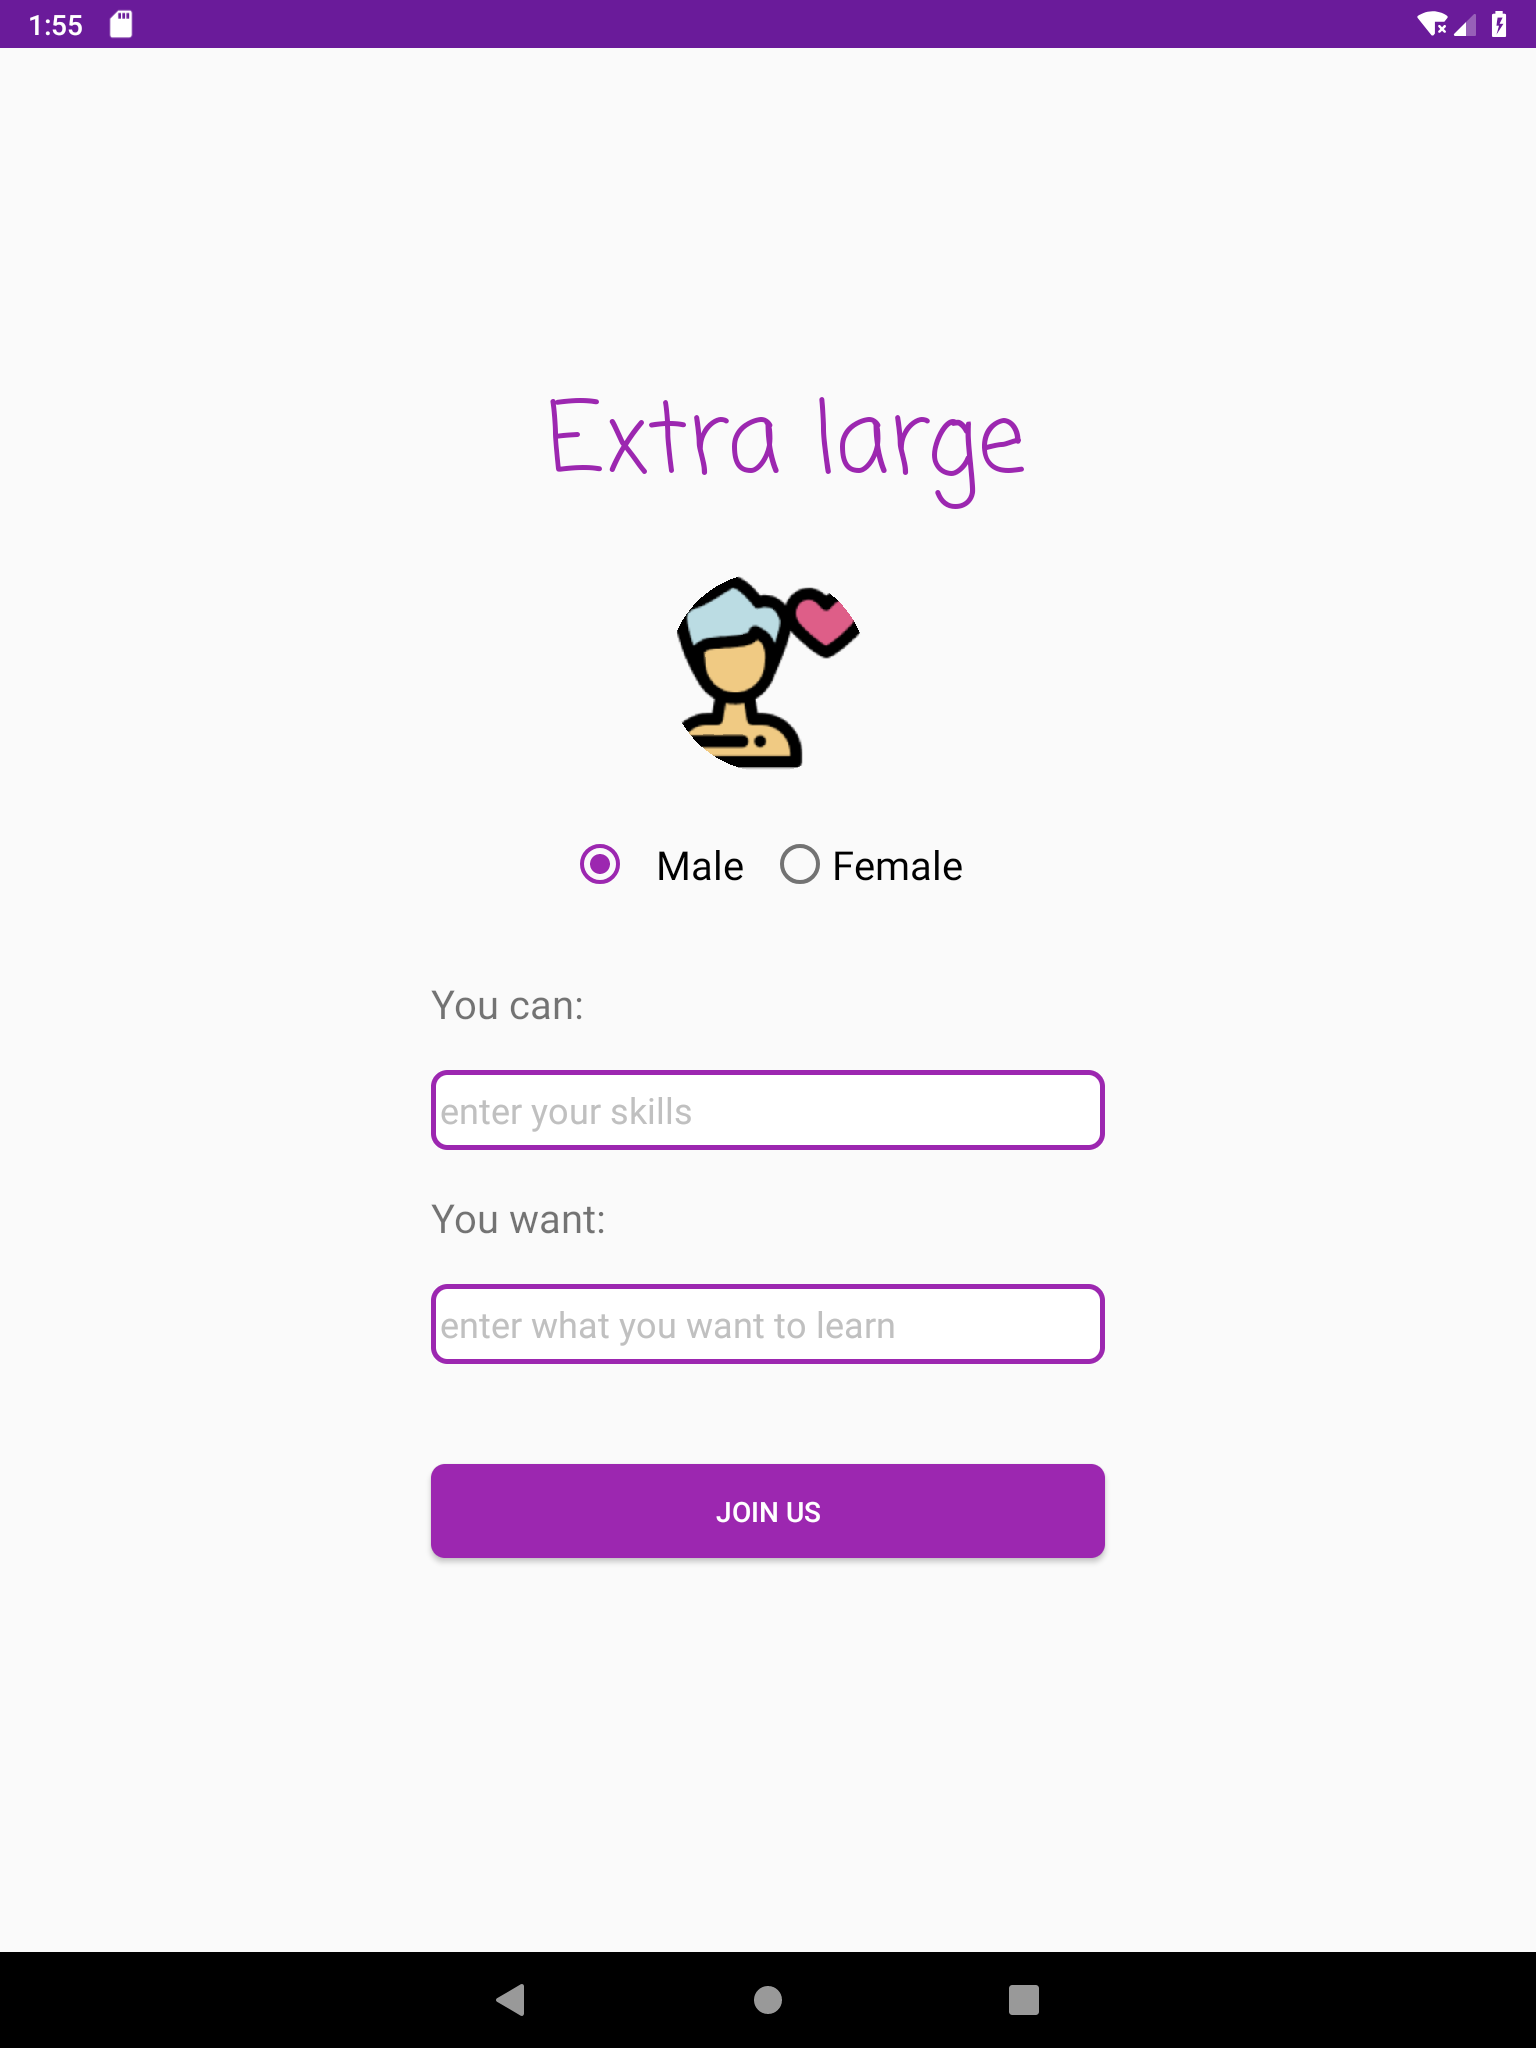 1:55
Extra large
Male Female
You can:
enter your skills
You want:
enter what you want to learn
JOIN US